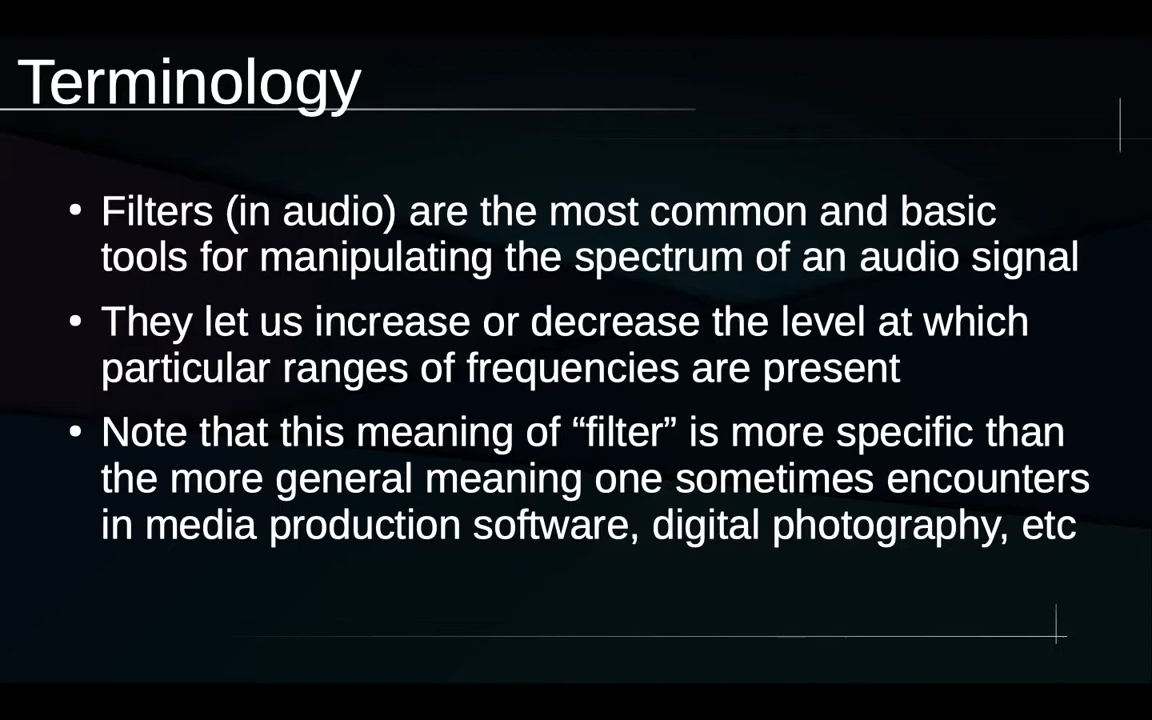 Terminology
• Filters (in audio) are the most common and basic
tools for manipulating the spectrum of an audio signal
• They let us increase or decrease the level at which
particular ranges of frequencies are present
• Note that this meaning of “filter” is more specific than
the more general meaning one sometimes encounters
in media production software, digital photography, etc